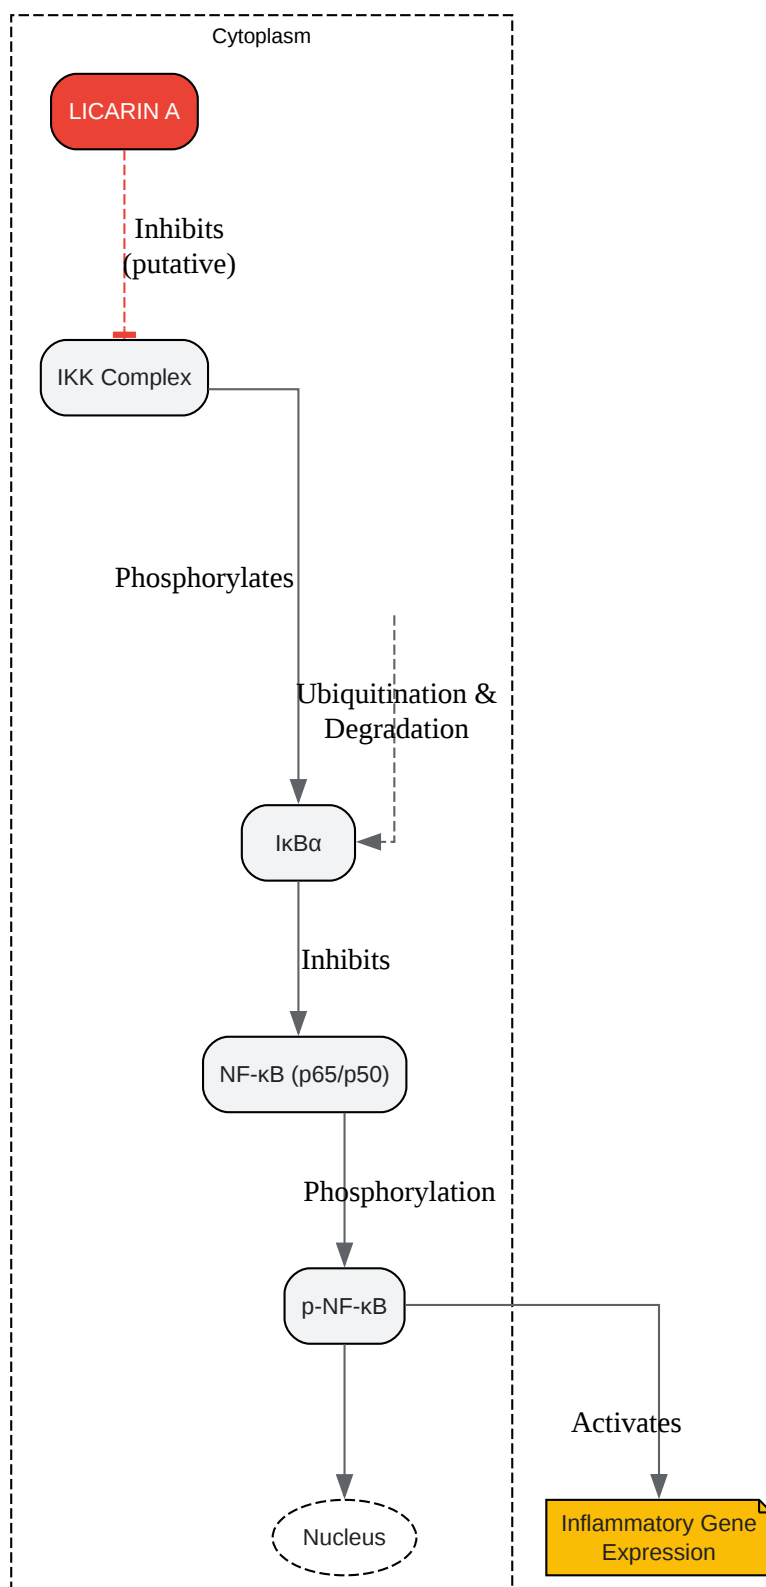 Cytoplasm
LICARIN A
Inhibits
(putative)
IKK Complex
Phosphorylates
Ubiquitination &
Degradation
IκBα
Inhibits
NF-κB (p65/p50)
Phosphorylation
p-NF-κB
Activates
Nucleus
Inflammatory Gene
Expression